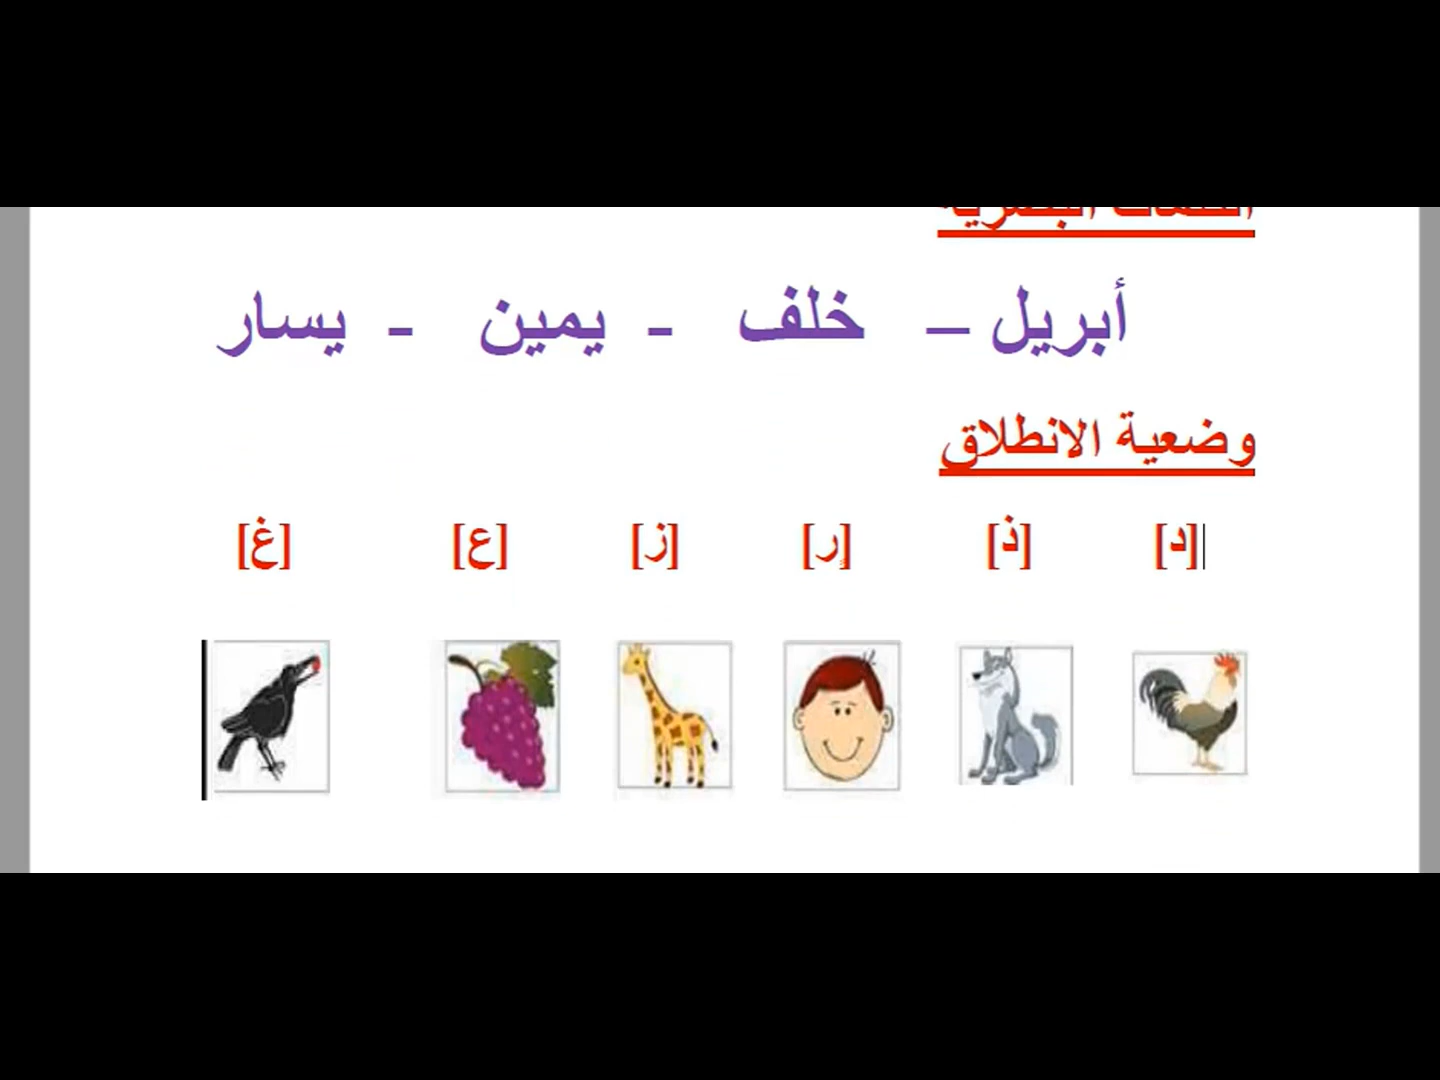 أبريل – خلف - يمين - يسار
وضعية الانطلاق
[د] [ذ] [ر] [ز] [ع] [غ]